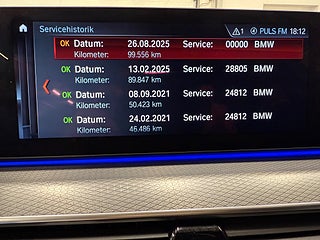 Servicehistorik
1 PULS FM 18:12
OK Datum: 26.08.2025 Service: 00000 BMW
Kilometer: 99.556 km
OK Datum: 13.02.2025 Service: 28805 BMW
Kilometer: 89.847 km
OK Datum: 08.09.2021 Service: 24812 BMW
Kilometer: 50.423 km
OK Datum: 24.02.2021 Service: 24812 BMW
Kilometer: 46.486 km